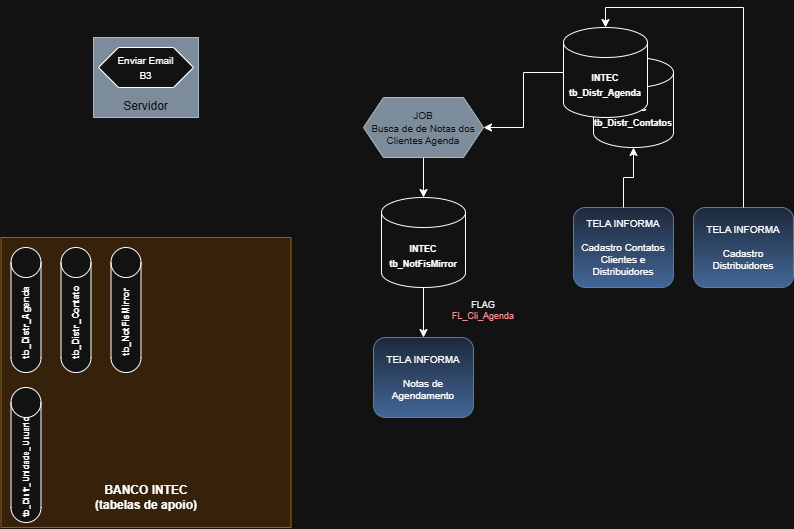 Enviar Email
B3
Servidor
INTEC
tb_Distr_Agenda
tb_Distr_Contatos
JOB
Busca de de Notas dos
Clientes Agenda
INTEC
tb_NotFisMirror
TELA INFORMA
Cadastro Contatos
Clientes e
Distribuidores
TELA INFORMA
Cadastro
Distribuidores
FLAG
FL_Cli_Agenda
TELA INFORMA
Notas de
Agendamento
tb_Distr_Agenda
tb_Distr_Contato
tb_NotFisMirror
tb_Distr_Unidade_Usuario
BANCO INTEC
(tabelas de apoio)